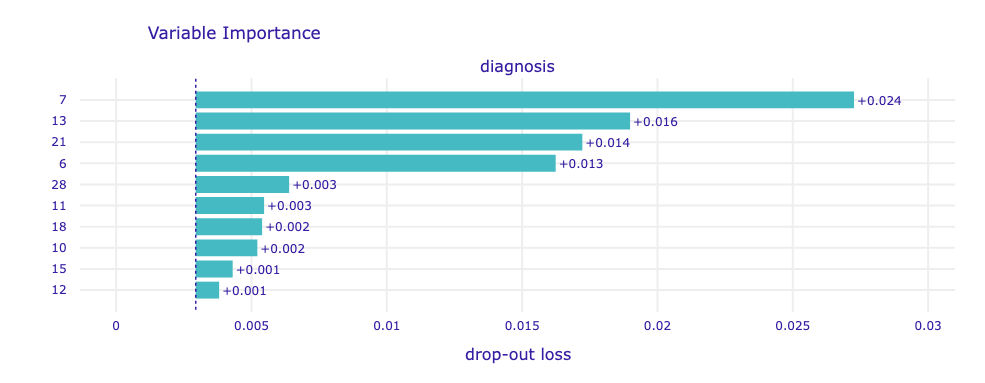 Variable Importance
diagnosis
7 +0.024
13 +0.016
21 +0.014
6 +0.013
28 +0.003
11 +0.003
18 +0.002
10 +0.002
15 +0.001
12 +0.001
0 0.005 0.01 0.015 0.02 0.025 0.03
drop-out loss